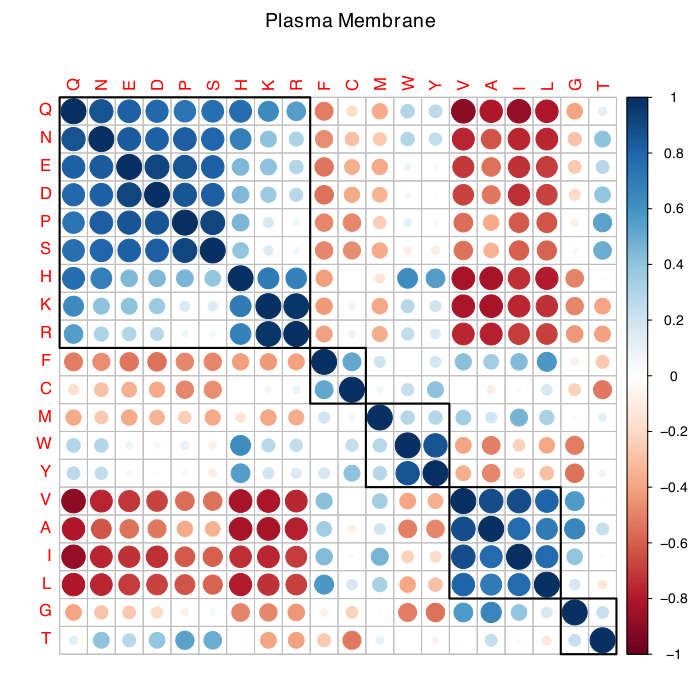 Plasma Membrane
Q N E D P S H K R F C M W Y V A I L G T
Q
N
E
D
P
S
H
K
R
F
C
M
W
Y
V
A
I
L
G
T
1
0.8
0.6
0.4
0.2
0
−0.2
−0.4
−0.6
−0.8
−1